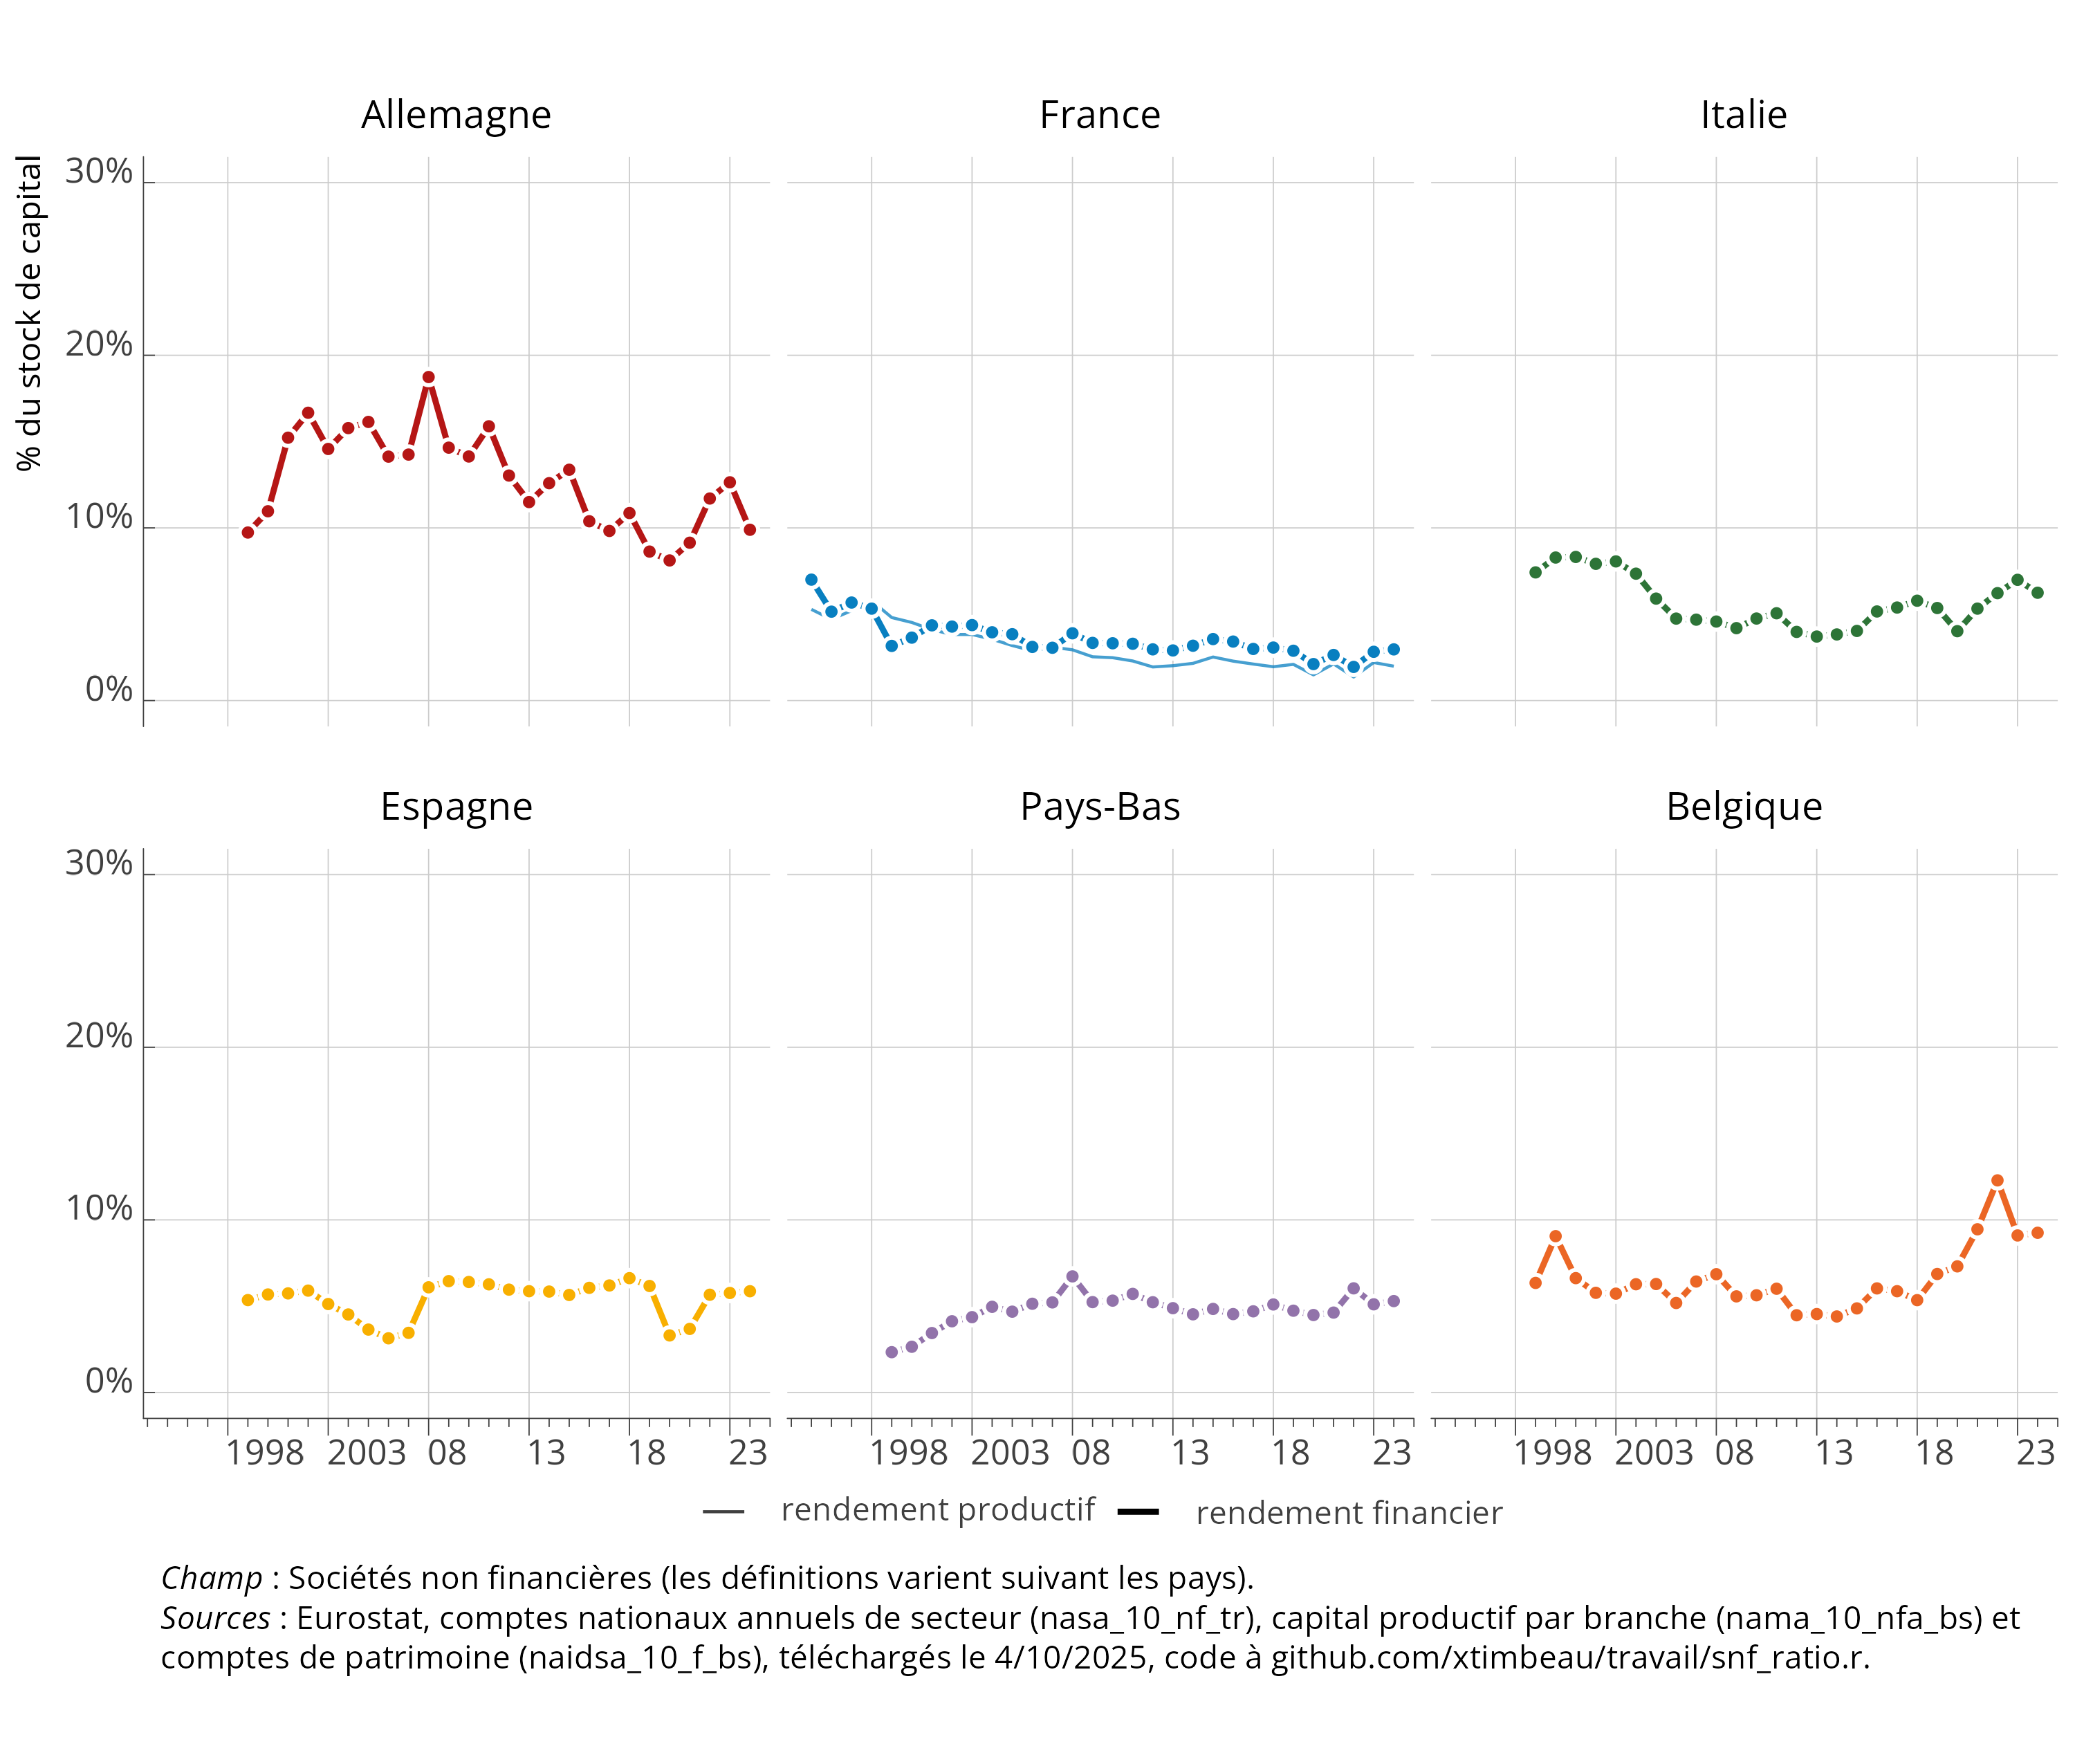 Allemagne France Italie
% du stock de capital
30%
20%
10%
0%
Espagne Pays-Bas Belgique
30%
20%
10%
0%
1998 2003 08 13 18 23 1998 2003 08 13 18 23 1998 2003 08 13 18 23
rendement productif rendement financier
Champ : Sociétés non financières (les définitions varient suivant les pays).
Sources : Eurostat, comptes nationaux annuels de secteur (nasa_10_nf_tr), capital productif par branche (nama_10_nfa_bs) et
comptes de patrimoine (naidsa_10_f_bs), téléchargés le 4/10/2025, code à github.com/xtimbeau/travail/snf_ratio.r.